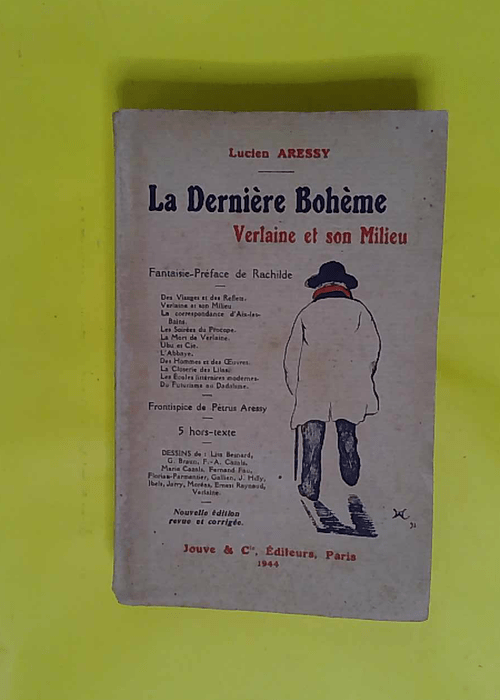 Lucien ARESSY
La Dernière Bohème
Verlaine et son Milieu
Fantaisie-Préface de Rachilde
Des Visages et des Reflets.
Verlaine et son Milieu.
La correspondance d'Aix-les-
Bains.
Les Soirées du Procope.
La Mort de Verlaine.
Ubu et Cie.
L'Abbaye.
Des Hommes et des Œuvres.
La Closerie des Lilas.
Les Écoles littéraires modernes.
Du Futurisme au Dadaïsme.
Frontispice de Pétrus Aressy
5 hors-texte
DESSINS de : Lita Besnard,
G. Braun, F.-A. Cazals,
Marie Cazals, Fernand Fau,
Florian-Parmentier, Gallien, J. Hilly,
Ibels, Jarry, Moréas, Ernest Raynaud,
Verlaine.
Nouvelle édition
revue et corrigée.
Jouve & Cie, Éditeurs, Paris
1944